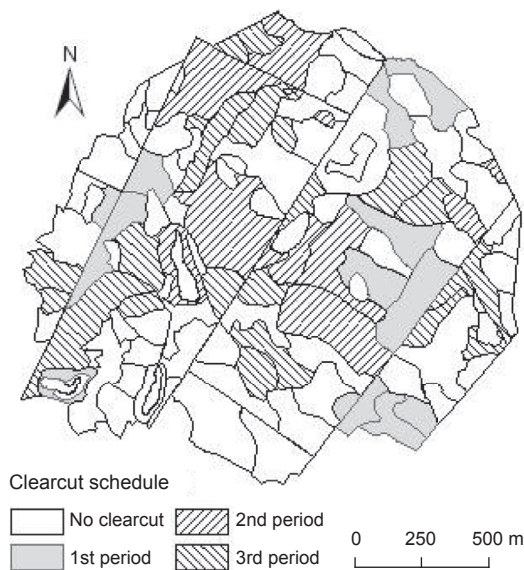 N
Clearcut schedule
No clearcut
2nd period
1st period
3rd period
0 250 500 m